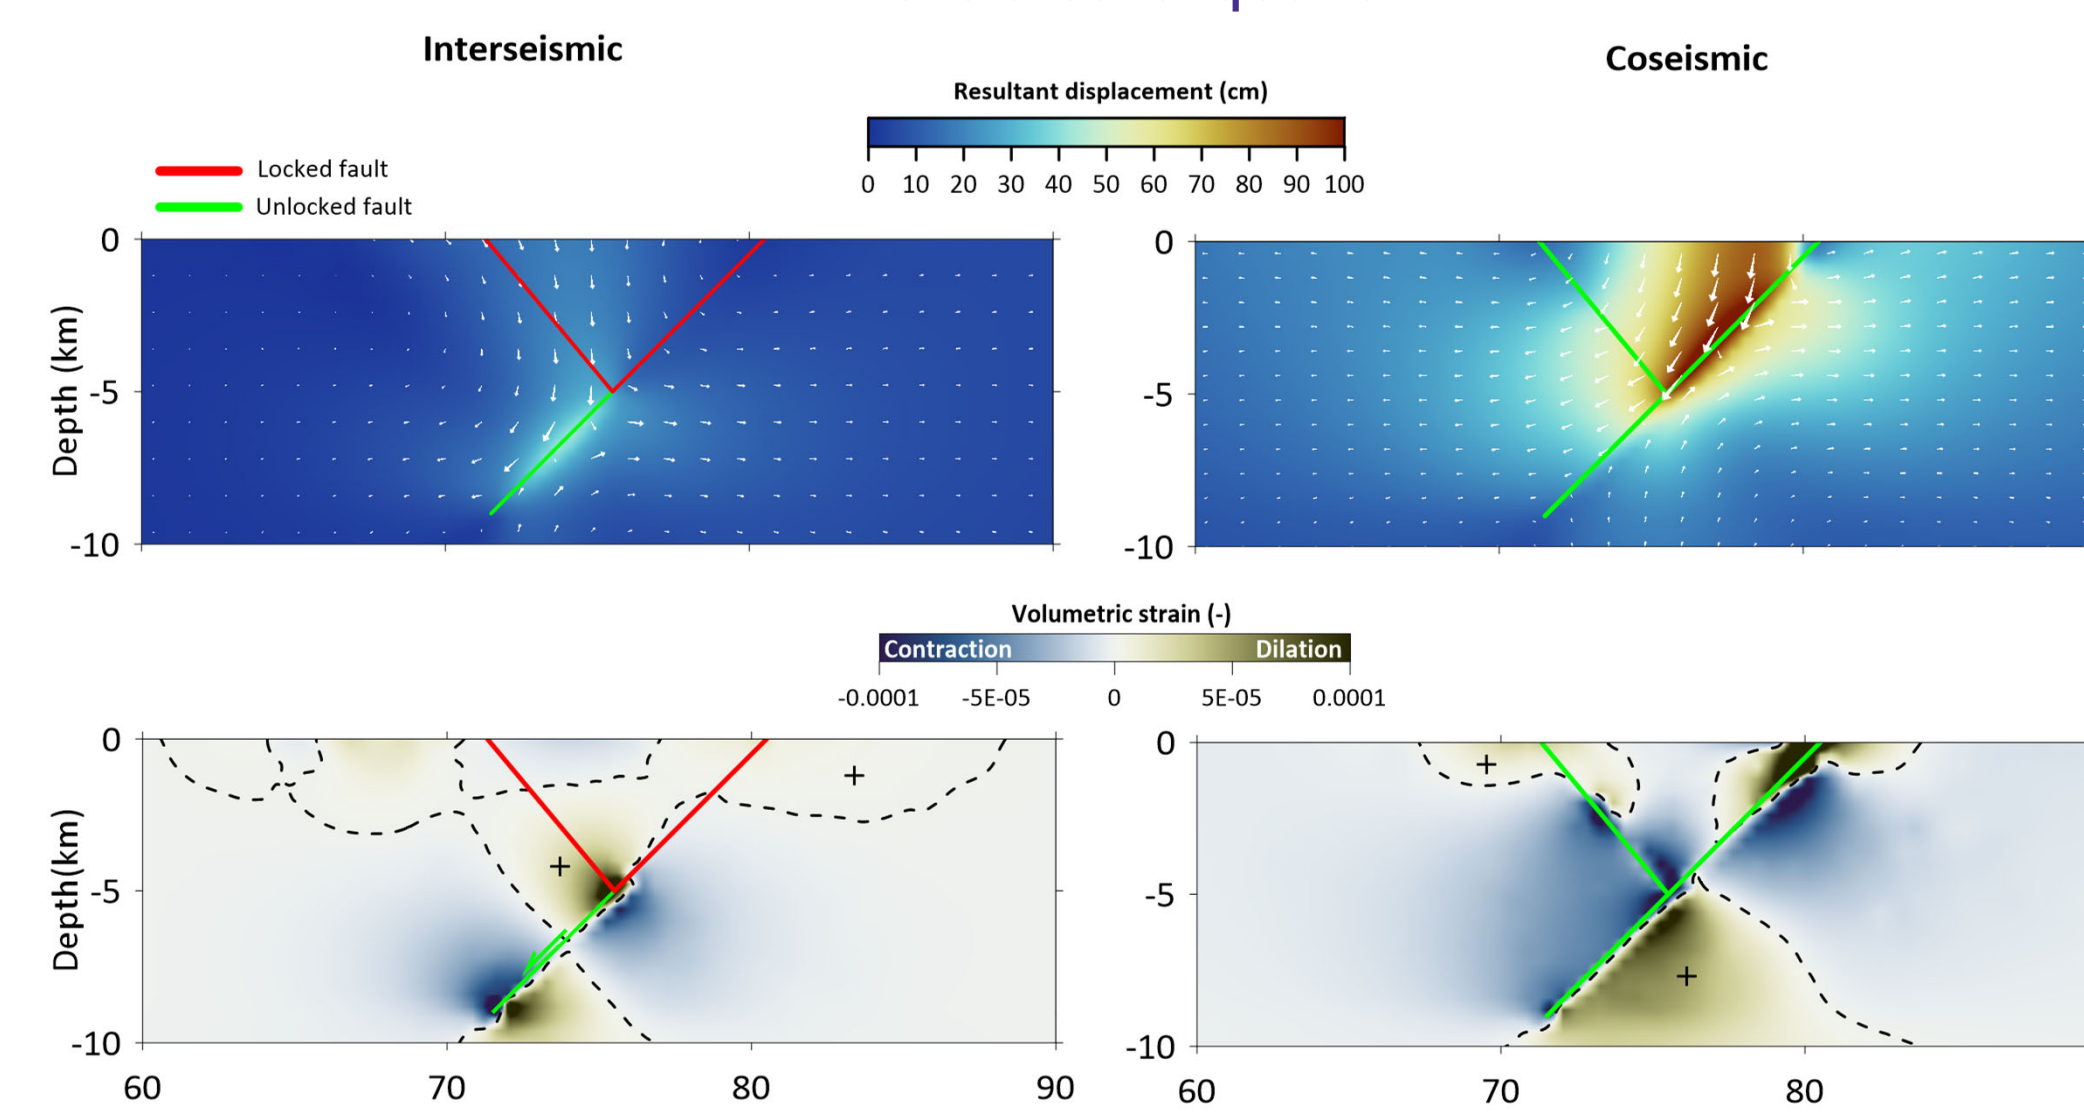 Interseismic
Coseismic
Resultant displacement (cm)
0 10 20 30 40 50 60 70 80 90 100
Locked fault
Unlocked fault
0
-5
-10
Depth (km)
0
-5
-10
Volumetric strain (-)
Contraction Dilation
-0.0001 -5E-05 0 5E-05 0.0001
0
-5
-10
Depth(km)
60 70 80 90
+
+
0
-5
-10
60 70 80
+
+